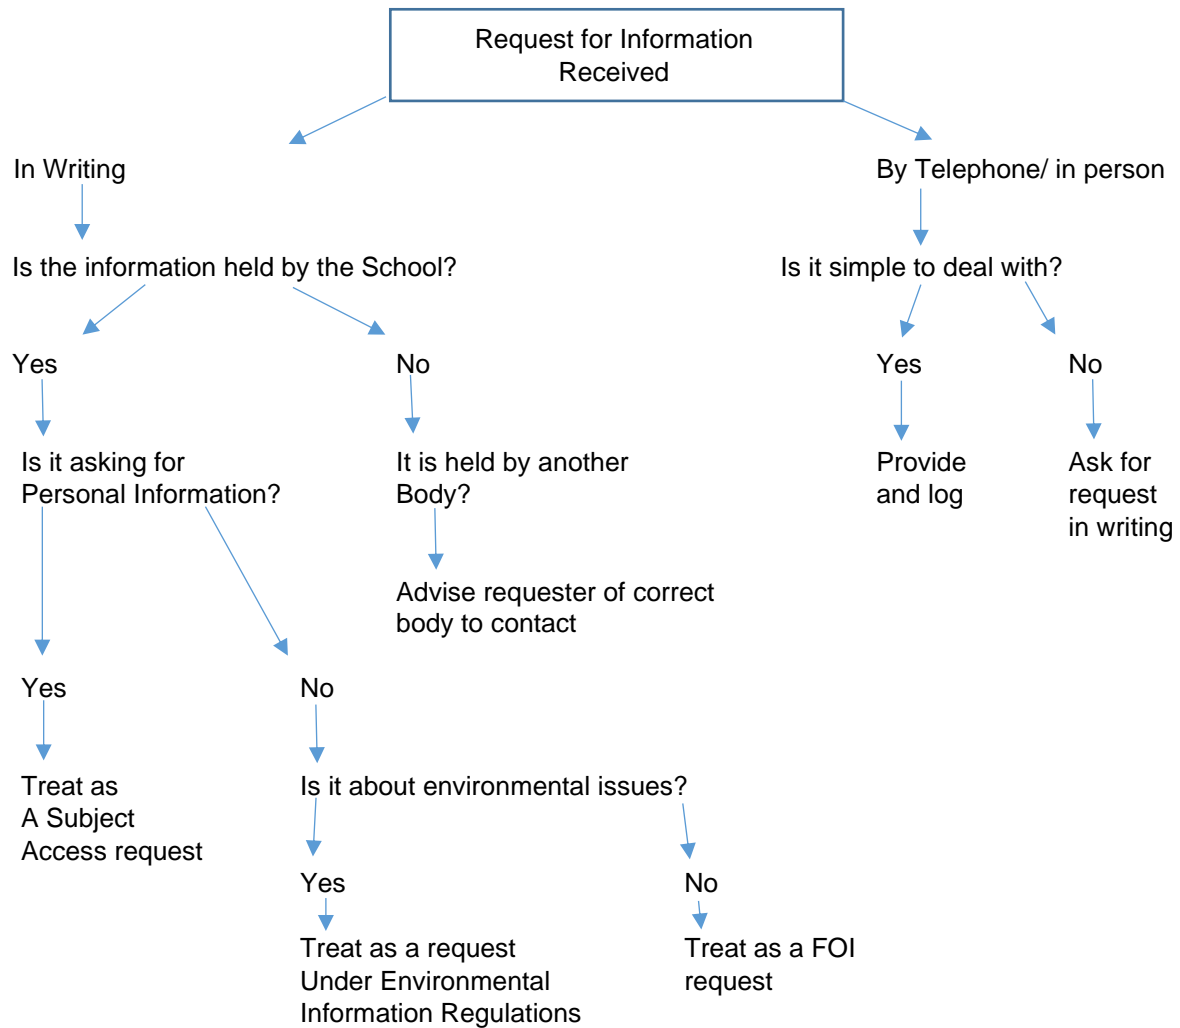 Request for Information
Received
In Writing
By Telephone/ in person
Is the information held by the School?
Is it simple to deal with?
Yes
No
Yes
No
Is it asking for
Personal Information?
It is held by another
Body?
Provide
and log
Ask for
request
in writing
Advise requester of correct
body to contact
Yes
No
Treat as
A Subject
Access request
Is it about environmental issues?
Yes
No
Treat as a request
Under Environmental
Information Regulations
Treat as a FOI
request